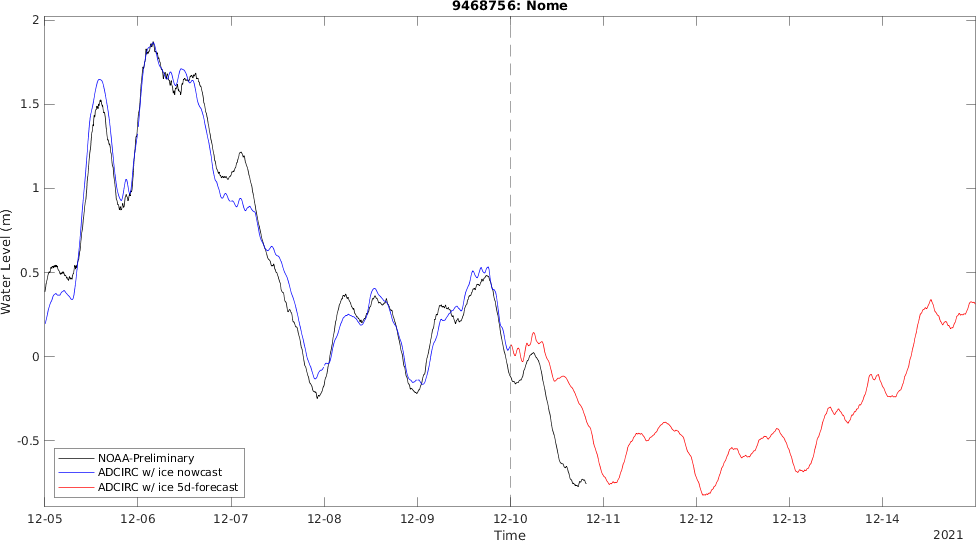 9468756: Nome
2
1.5
1
0.5
0
-0.5
Water Level (m)
NOAA-Preliminary
ADCIRC w/ ice nowcast
ADCIRC w/ ice 5d-forecast
12-05 12-06 12-07 12-08 12-09 12-10 12-11 12-12 12-13 12-14
Time
2021